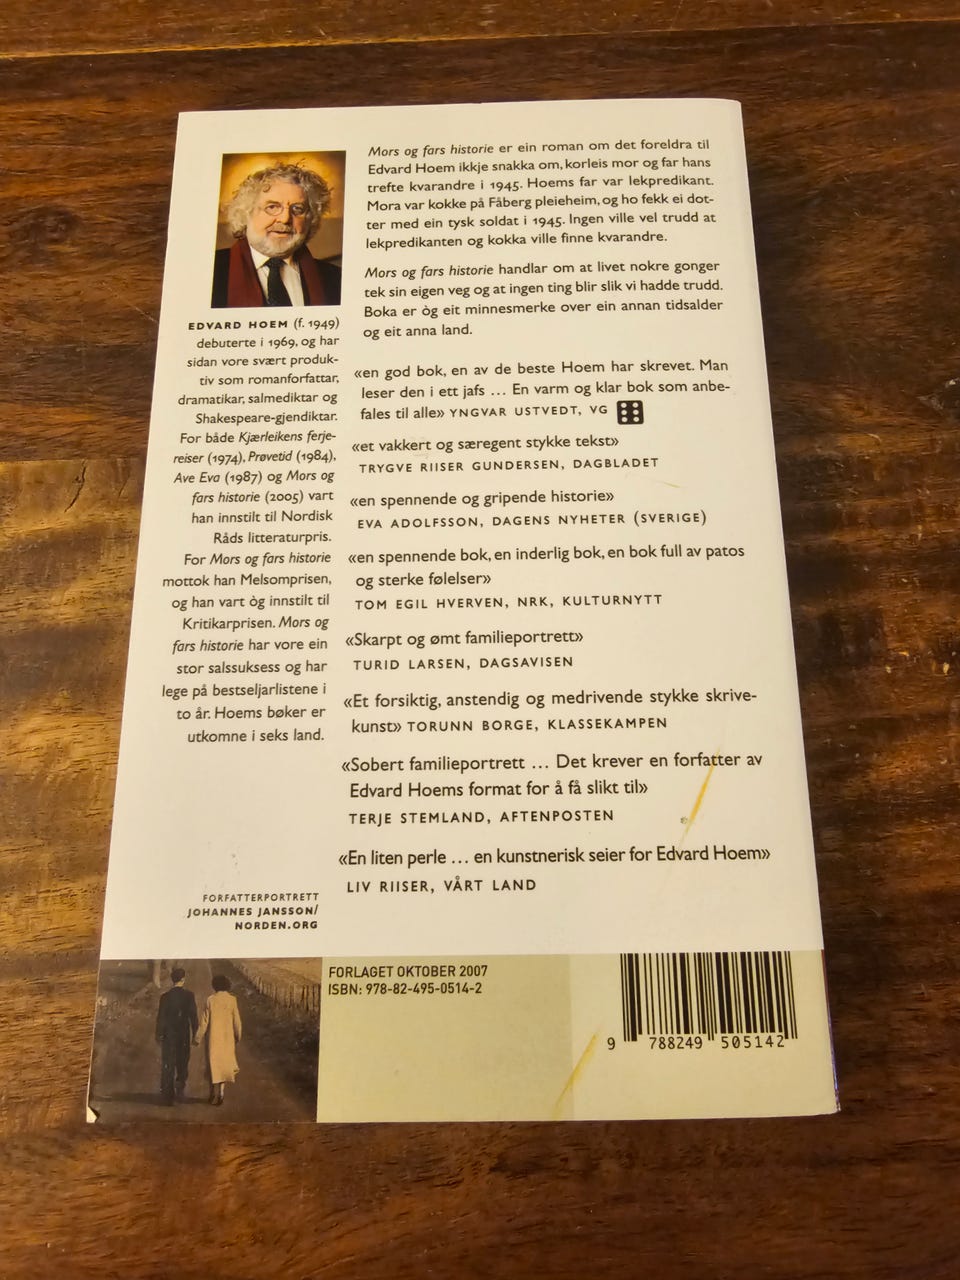 Mors og fars historie er ein roman om det foreldra til
Edvard Hoem ikkje snakka om, korleis mor og far hans
trefte kvarandre i 1945. Hoems far var lekpredikant.
Mora var kokke på Fåberg pleieheim, og ho fekk ei dot-
ter med ein tysk soldat i 1945. Ingen ville vel trudd at
lekpredikanten og kokka ville finne kvarandre.
Mors og fars historie handlar om at livet nokre gonger
tek sin eigen veg og at ingen ting blir slik vi hadde trudd.
Boka er òg eit minnesmerke over ein annan tidsalder
og eit anna land.
«en god bok, en av de beste Hoem har skrevet. Man
leser den i ett jafs ... En varm og klar bok som anbe-
fales til alle» YNGVAR USTVEDT, VG
«et vakkert og særegent stykke tekst»
TRYGVE RIISER GUNDERSEN, DAGBLADET
«en spennende og gripende historie»
EVA ADOLFSSON, DAGENS NYHETER (SVERIGE)
«en spennende bok, en inderlig bok, en bok full av patos
og sterke følelser»
TOM EGIL HVERVEN, NRK, KULTURNYTT
«Skarpt og ømt familieportrett»
TURID LARSEN, DAGSAVISEN
«Et forsiktig, anstendig og medrivende stykke skrive-
kunst» TORUNN BORGE, KLASSEKAMPEN
«Sobert familieportrett ... Det krever en forfatter av
Edvard Hoems format for å få slikt til»
TERJE STEMLAND, AFTENPOSTEN
«En liten perle ... en kunstnerisk seier for Edvard Hoem»
LIV RIISER, VÅRT LAND
EDVARD HOEM (f. 1949)
debuterte i 1969, og har
sidan vore svært produk-
tiv som romanforfattar,
dramatikar, salmediktar og
Shakespeare-gjendiktar.
For både Kjærleikens ferje-
reiser (1974), Prøvetid (1984),
Ave Eva (1987) og Mors og
fars historie (2005) vart
han innstilt til Nordisk
Råds litteraturpris.
For Mors og fars historie
mottok han Melsomprisen,
og han vart òg innstilt til
Kritikarprisen. Mors og
fars historie har vore ein
stor salssuksess og har
lege på bestseljarlistene i
to år. Hoems bøker er
utkomne i seks land.
FORFATTERPORTRETT
JOHANNES JANSSON/
NORDEN.ORG
FORLAGET OKTOBER 2007
ISBN: 978-82-495-0514-2
9 788249 505142